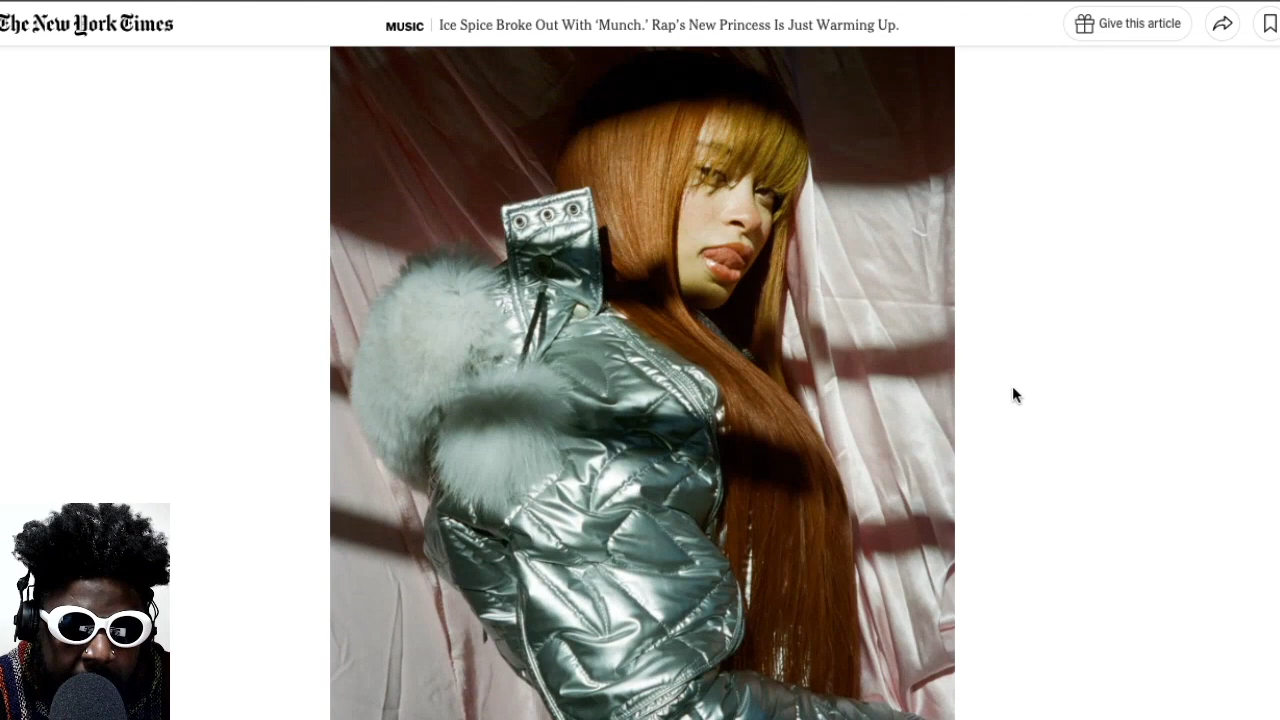 The New York Times
MUSIC Ice Spice Broke Out With ‘Munch.’ Rap’s New Princess Is Just Warming Up.
Give this article